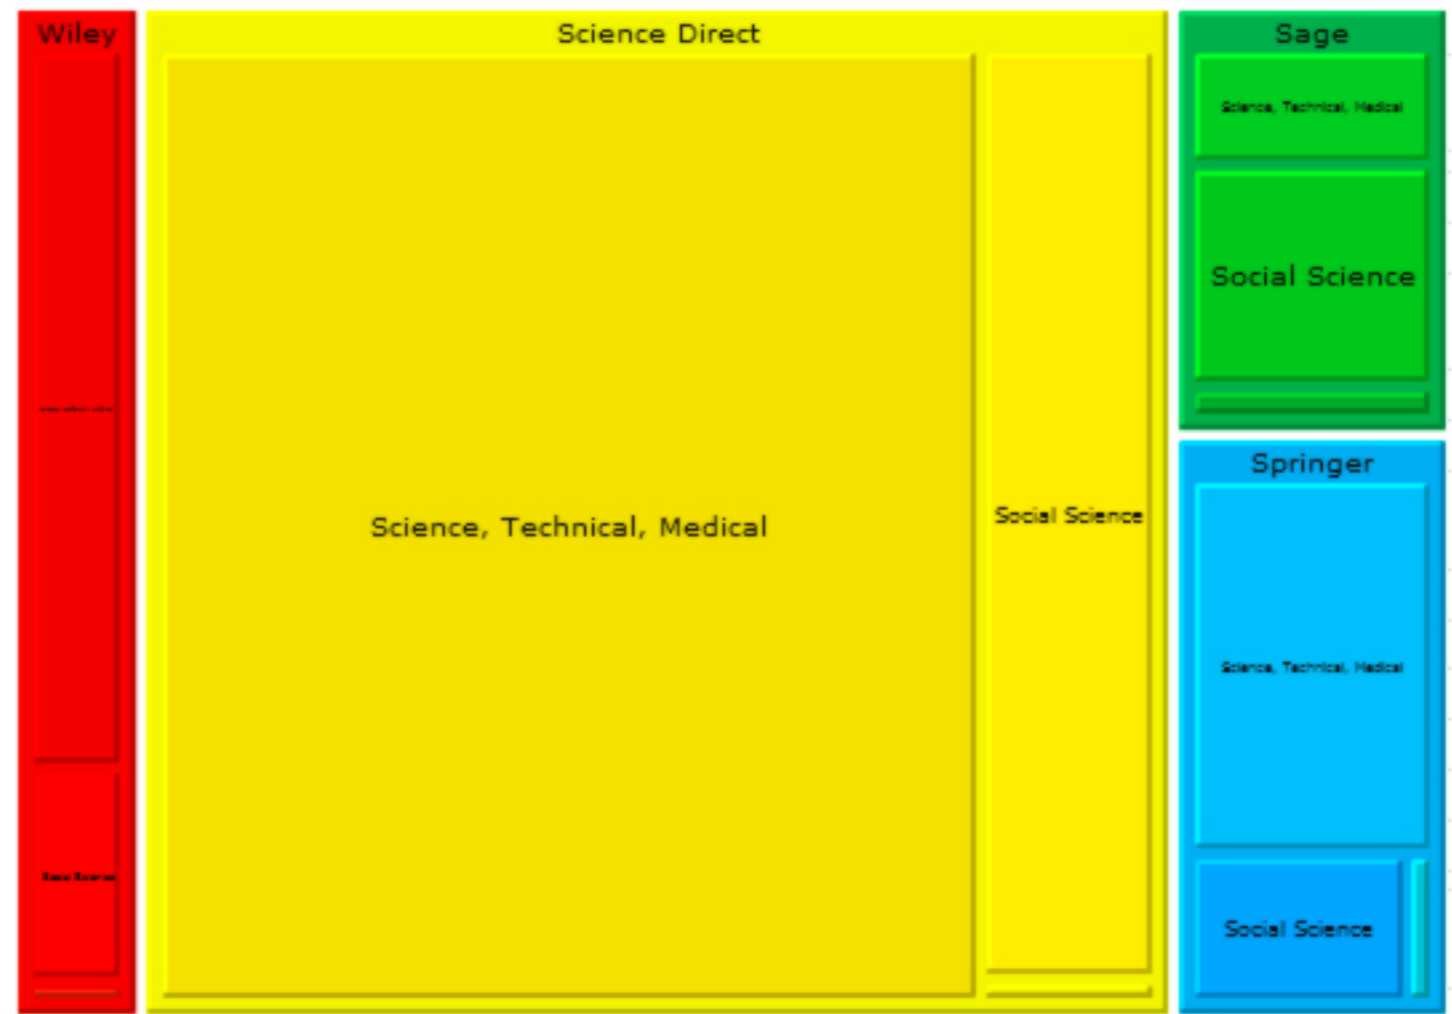 Wiley
Science Direct
Science, Technical, Medical
Social Science
Sage
Science, Technical, Medical
Social Science
Springer
Science, Technical, Medical
Social Science